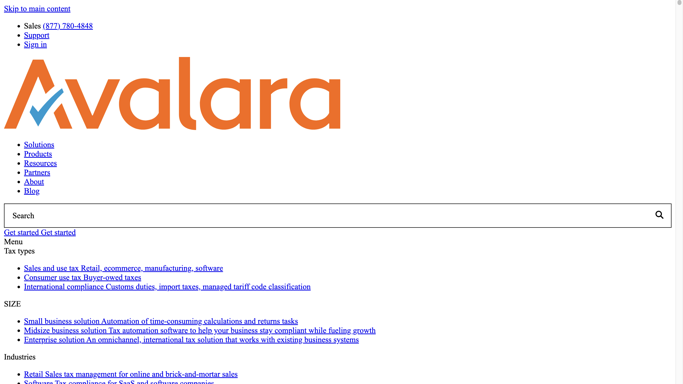 Skip to main content
Sales (877) 780-4848
Support
Sign in
Avalara
Solutions
Products
Resources
Partners
About
Blog
Search
Get started Get started
Menu
Tax types
Sales and use tax Retail, ecommerce, manufacturing, software
Consumer use tax Buyer-owed taxes
International compliance Customs duties, import taxes, managed tariff code classification
SIZE
Small business solution Automation of time-consuming calculations and returns tasks
Midsize business solution Tax automation software to help your business stay compliant while fueling growth
Enterprise solution An omnichannel, international tax solution that works with existing business systems
Industries
Retail Sales tax management for online and brick-and-mortar sales
Software Tax compliance for SaaS and software companies